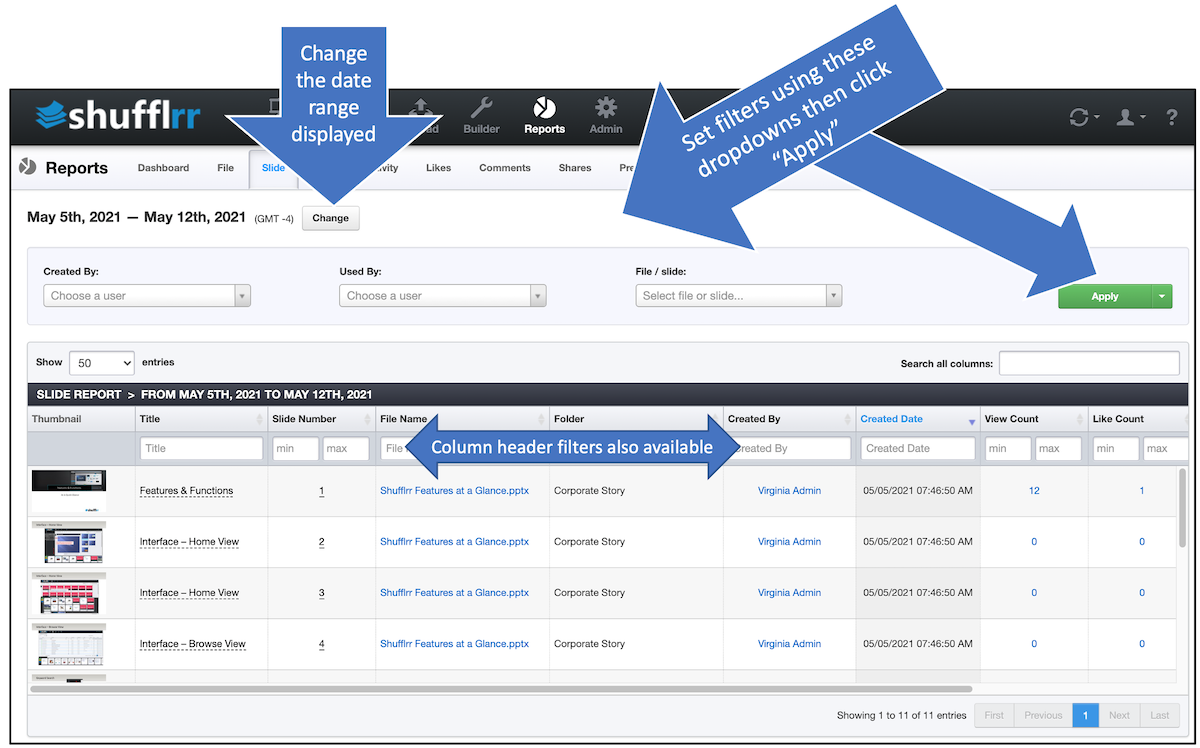 Change
the date
range
displayed
Set filters using these
dropdowns then click
“Apply”
shufflrr
Builder
Reports
Admin
?
Reports
Dashboard
File
Slide
Likes
Comments
Shares
May 5th, 2021 — May 12th, 2021 (GMT -4) Change
Created By: Used By: File / slide:
Choose a user Choose a user Select file or slide... Apply
Show 50 entries Search all columns:
SLIDE REPORT > FROM MAY 5TH, 2021 TO MAY 12TH, 2021
Thumbnail Title Slide Number File Name Folder Created By Created Date View Count Like Count
Title min max File Created By Created Date min max min max
Column header filters also available
Features & Functions 1 Shufflrr Features at a Glance.pptx Corporate Story Virginia Admin 05/05/2021 07:46:50 AM 12 1
Interface – Home View 2 Shufflrr Features at a Glance.pptx Corporate Story Virginia Admin 05/05/2021 07:46:50 AM 0 0
Interface – Home View 3 Shufflrr Features at a Glance.pptx Corporate Story Virginia Admin 05/05/2021 07:46:50 AM 0 0
Interface – Browse View 4 Shufflrr Features at a Glance.pptx Corporate Story Virginia Admin 05/05/2021 07:46:50 AM 0 0
Showing 1 to 11 of 11 entries First Previous 1 Next Last